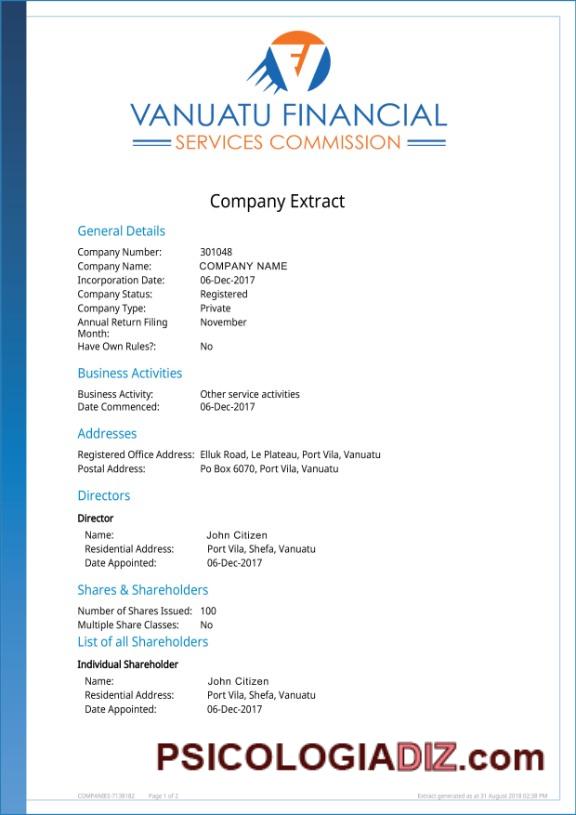 VANUATU FINANCIAL
SERVICES COMMISSION
Company Extract
General Details
Company Number: 301048
Company Name: COMPANY NAME
Incorporation Date: 06-Dec-2017
Company Status: Registered
Company Type: Private
Annual Return Filing November
Month:
Have Own Rules?: No
Business Activities
Business Activity: Other service activities
Date Commenced: 06-Dec-2017
Addresses
Registered Office Address: Elluk Road, Le Plateau, Port Vila, Vanuatu
Postal Address: Po Box 6070, Port Vila, Vanuatu
Directors
Director
Name: John Citizen
Residential Address: Port Vila, Shefa, Vanuatu
Date Appointed: 06-Dec-2017
Shares & Shareholders
Number of Shares Issued: 100
Multiple Share Classes: No
List of all Shareholders
Individual Shareholder
Name: John Citizen
Residential Address: Port Vila, Shefa, Vanuatu
Date Appointed: 06-Dec-2017
PSICOLOGIADIZ.com
COMPANIES-7138182 Page 1 of 2 Extract generated as at 31 August 2018 02:38 PM